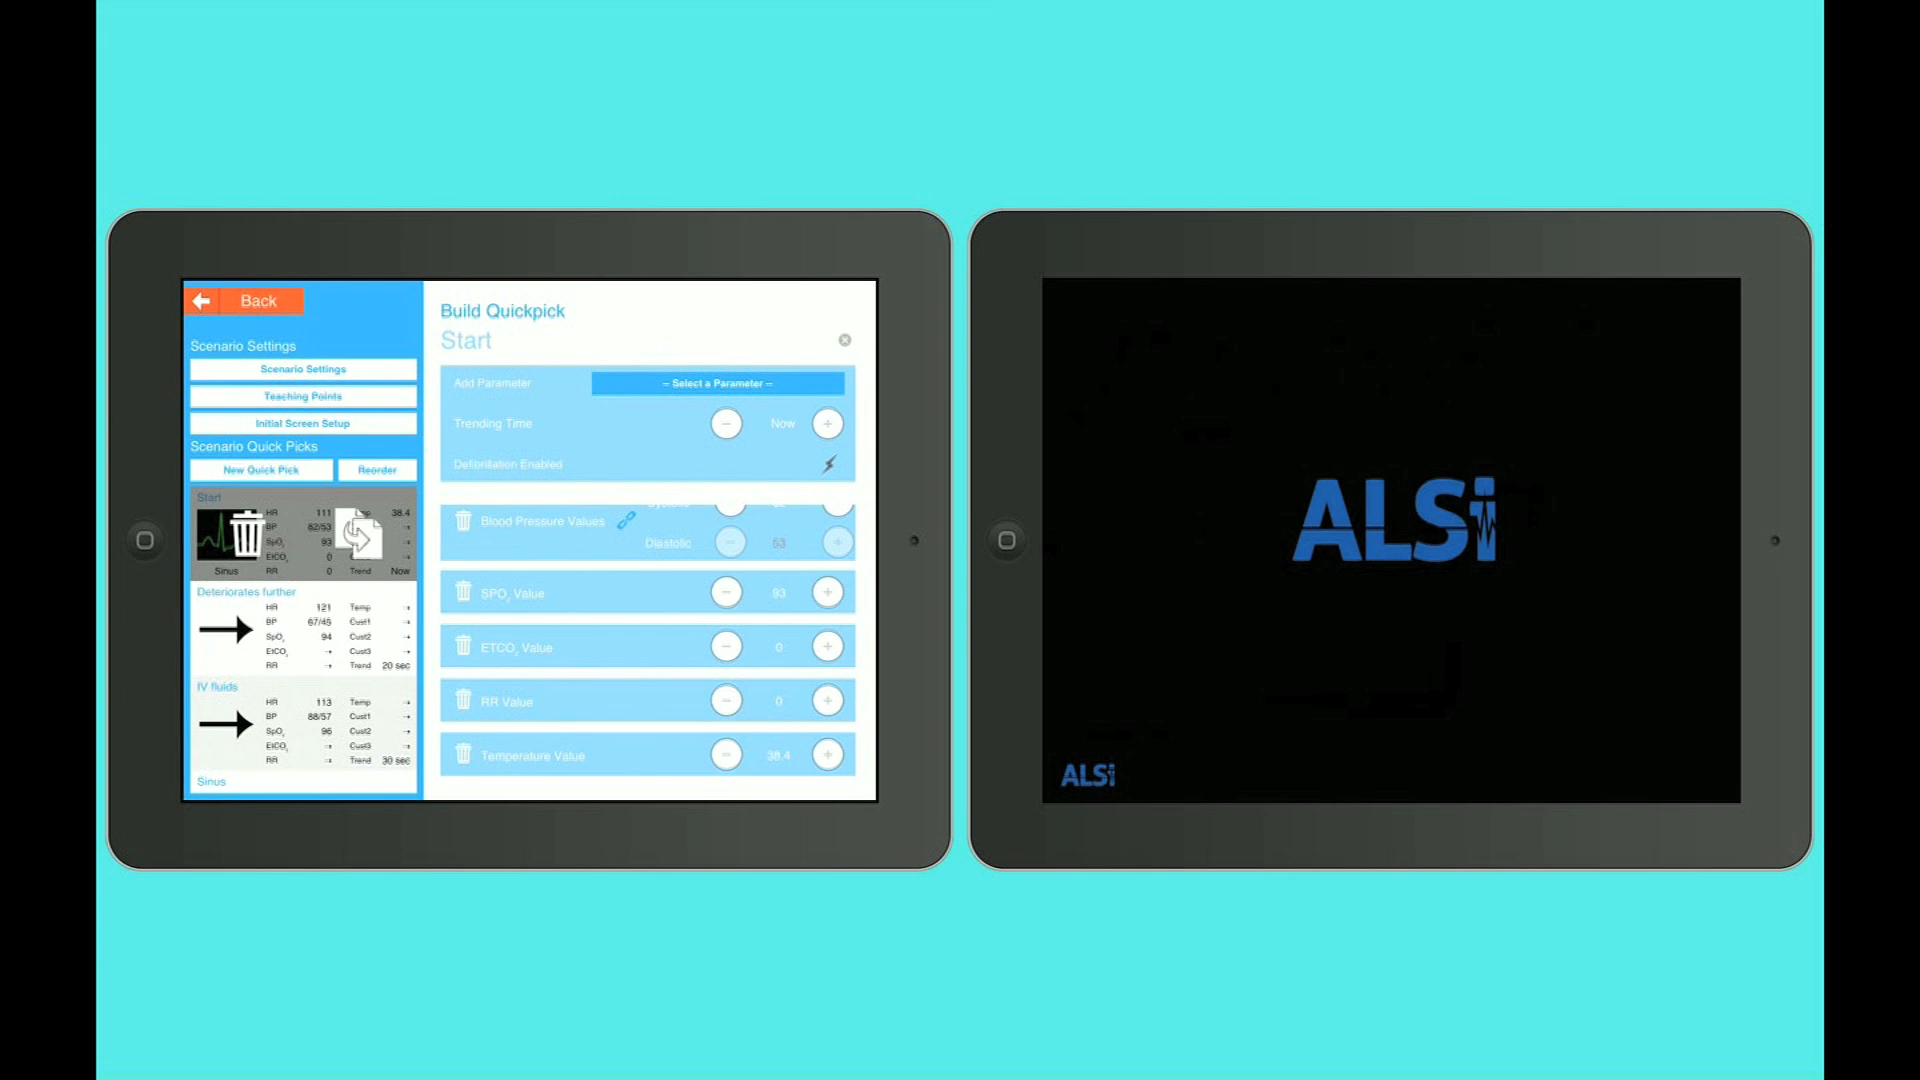 Back
Scenario Settings
Scenario Settings
Teaching Points
Initial Screen Setup
Scenario Quick Picks
New Quick Pick
Reorder
Start
HR 111 38.4
BP 82/53
SpO2 93
EtCO2 0
Sinus RR 0 Trend Now
Deteriorates further
HR 121 Temp
BP 67/45 Cust1
SpO2 94 Cust2
EtCO2 Cust3
RR Trend 20 sec
IV fluids
HR 113 Temp
BP 88/57 Cust1
SpO2 96 Cust2
EtCO2 Cust3
RR Trend 30 sec
Sinus
Build Quickpick
Start
Add Parameter – Select a Parameter –
Trending Time − Now +
Defibrillation Enabled
Blood Pressure Values
Diastolic − 53 +
SPO2 Value − 93 +
ETCO2 Value − 0 +
RR Value − 0 +
Temperature Value − 38.4 +
ALSi
ALSi